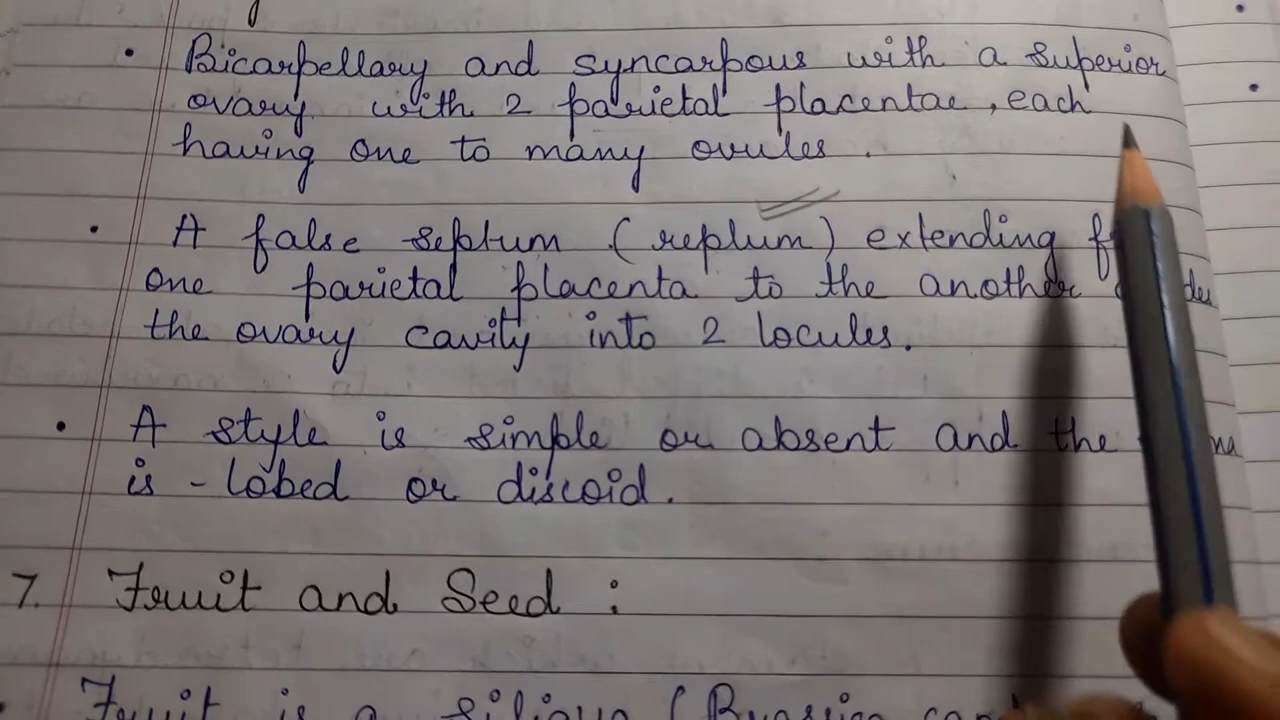 • Bicarpellary and syncarpous with a superior
ovary with 2 parietal placentae, each
having one to many ovules.
• A false septum (replum) extending
one parietal placenta to the another
the ovary cavity into 2 locules.
• A style is simple or absent and the
is - lobed or discoid.
7. Fruit and Seed :
Fruit is a